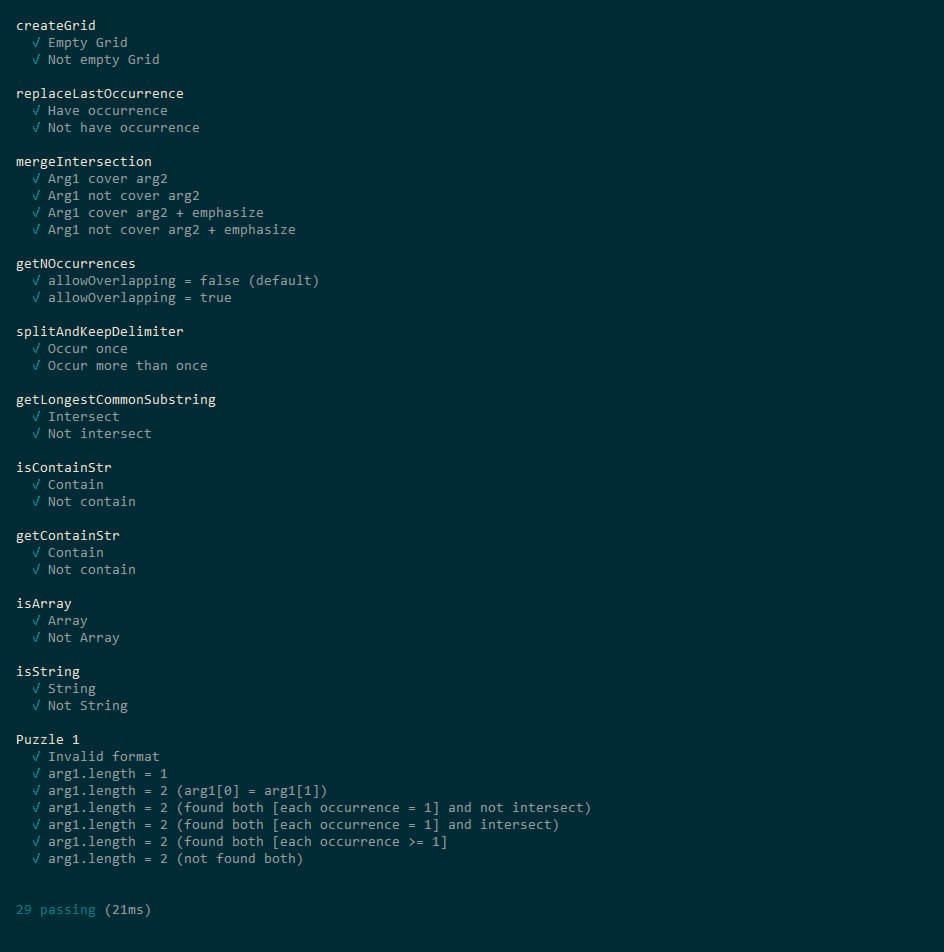 createGrid
√ Empty Grid
√ Not empty Grid
replaceLastOccurrence
√ Have occurrence
√ Not have occurrence
mergeIntersection
√ Arg1 cover arg2
√ Arg1 not cover arg2
√ Arg1 cover arg2 + emphasize
√ Arg1 not cover arg2 + emphasize
getNOccurrences
√ allowOverlapping = false (default)
√ allowOverlapping = true
splitAndKeepDelimiter
√ Occur once
√ Occur more than once
getLongestCommonSubstring
√ Intersect
√ Not intersect
isContainStr
√ Contain
√ Not contain
getContainStr
√ Contain
√ Not contain
isArray
√ Array
√ Not Array
isString
√ String
√ Not String
Puzzle 1
√ Invalid format
√ arg1.length = 1
√ arg1.length = 2 (arg1[0] = arg1[1])
√ arg1.length = 2 (found both [each occurrence = 1] and not intersect)
√ arg1.length = 2 (found both [each occurrence = 1] and intersect)
√ arg1.length = 2 (found both [each occurrence >= 1]
√ arg1.length = 2 (not found both)
29 passing (21ms)